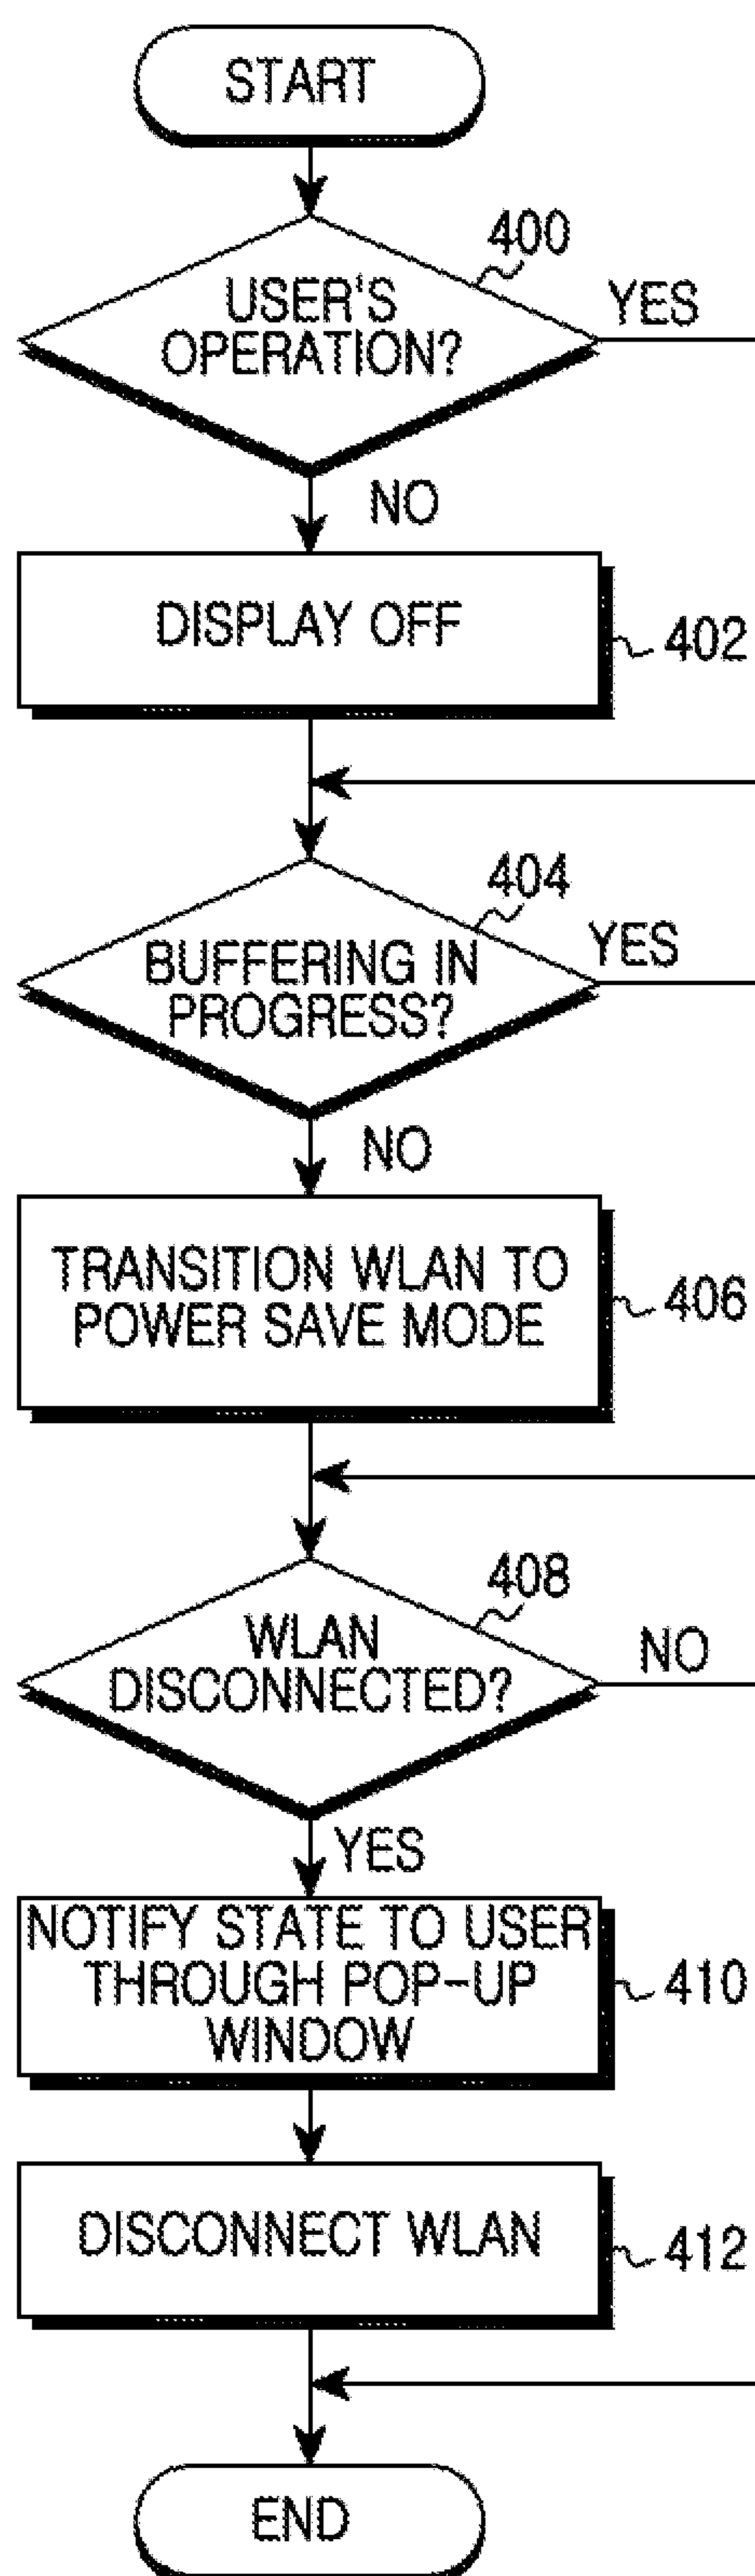 START
400
USER'S
OPERATION?
YES
NO
DISPLAY OFF
402
404
BUFFERING IN
PROGRESS?
YES
NO
TRANSITION WLAN TO
POWER SAVE MODE
406
408
WLAN
DISCONNECTED?
NO
YES
NOTIFY STATE TO USER
THROUGH POP-UP
WINDOW
410
DISCONNECT WLAN
412
END